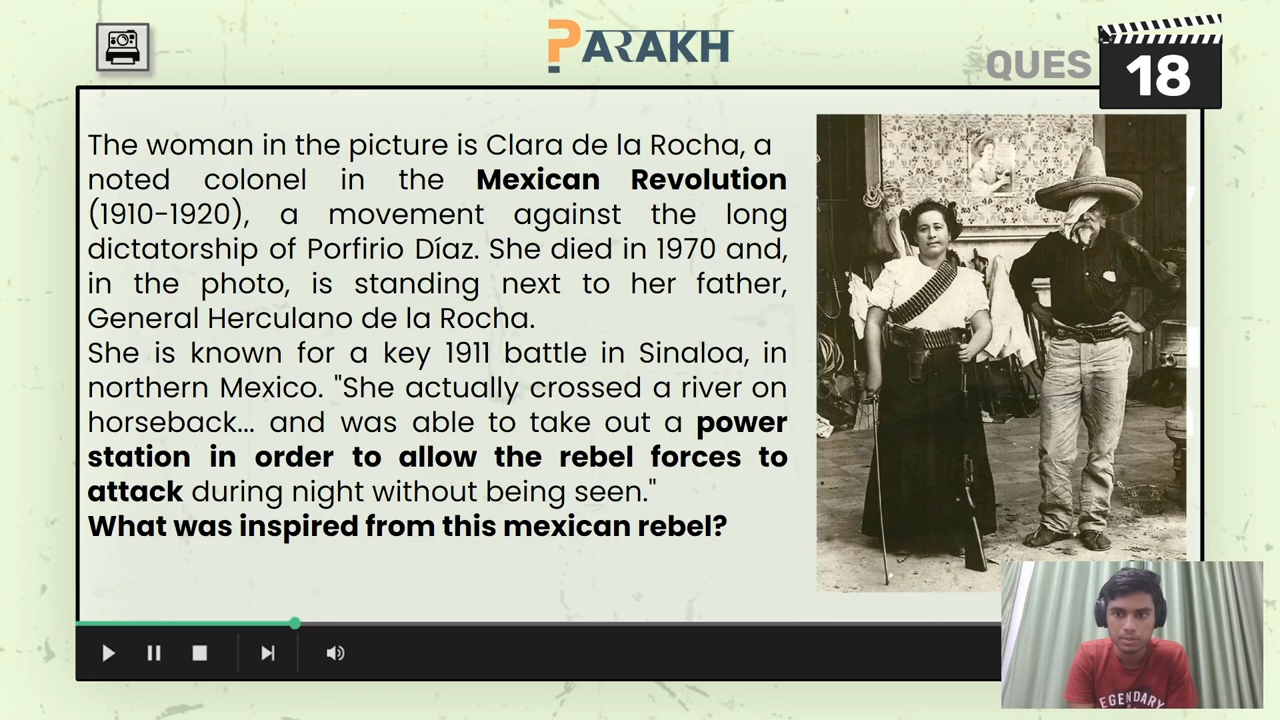 PARAKH
QUES
18
The woman in the picture is Clara de la Rocha, a
noted colonel in the Mexican Revolution
(1910-1920), a movement against the long
dictatorship of Porfirio Díaz. She died in 1970 and,
in the photo, is standing next to her father,
General Herculano de la Rocha.
She is known for a key 1911 battle in Sinaloa, in
northern Mexico. "She actually crossed a river on
horseback... and was able to take out a power
station in order to allow the rebel forces to
attack during night without being seen."
What was inspired from this mexican rebel?
EGENDARY